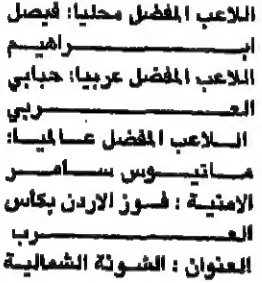 اللاعب المفضل محليا: فيصل
ابراهيم
اللاعب المفضل عربيا: حبابي
العربي
اللاعب المفضل عالميا:
ماتيوس سامر
الامنية : فوز الاردن بكأس
العرب
العنوان : الشونة الشمالية